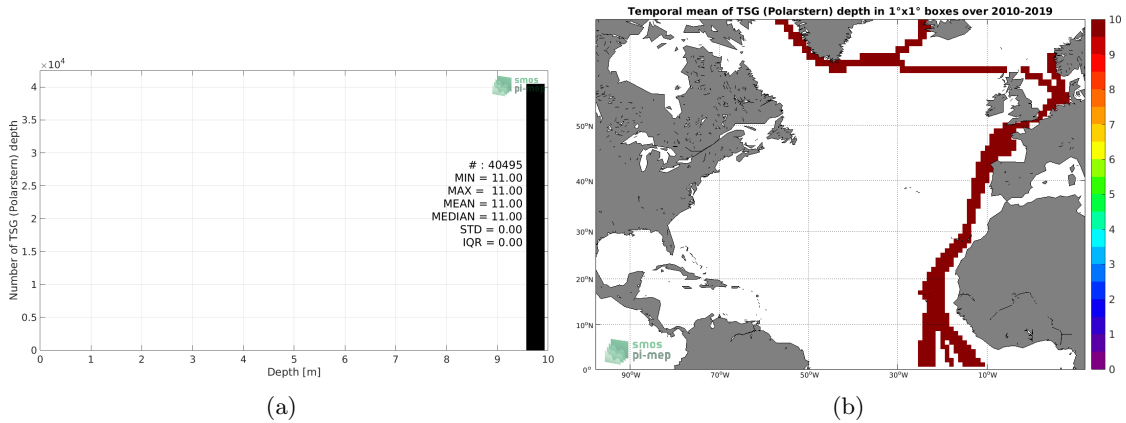 ×10⁴
4
3.5
3
2.5
2
1.5
1
0.5
0
Number of TSG (Polarstern) depth
smos
pi-mep
# : 40495
MIN = 11.00
MAX = 11.00
MEAN = 11.00
MEDIAN = 11.00
STD = 0.00
IQR = 0.00
0 1 2 3 4 5 6 7 8 9 10
Depth [m]
(a)
Temporal mean of TSG (Polarstern) depth in 1°x1° boxes over 2010-2019
50°N
40°N
30°N
20°N
10°N
0°
90°W 70°W 50°W 30°W 10°W
smos
pi-mep
10
9
8
7
6
5
4
3
2
1
0
(b)